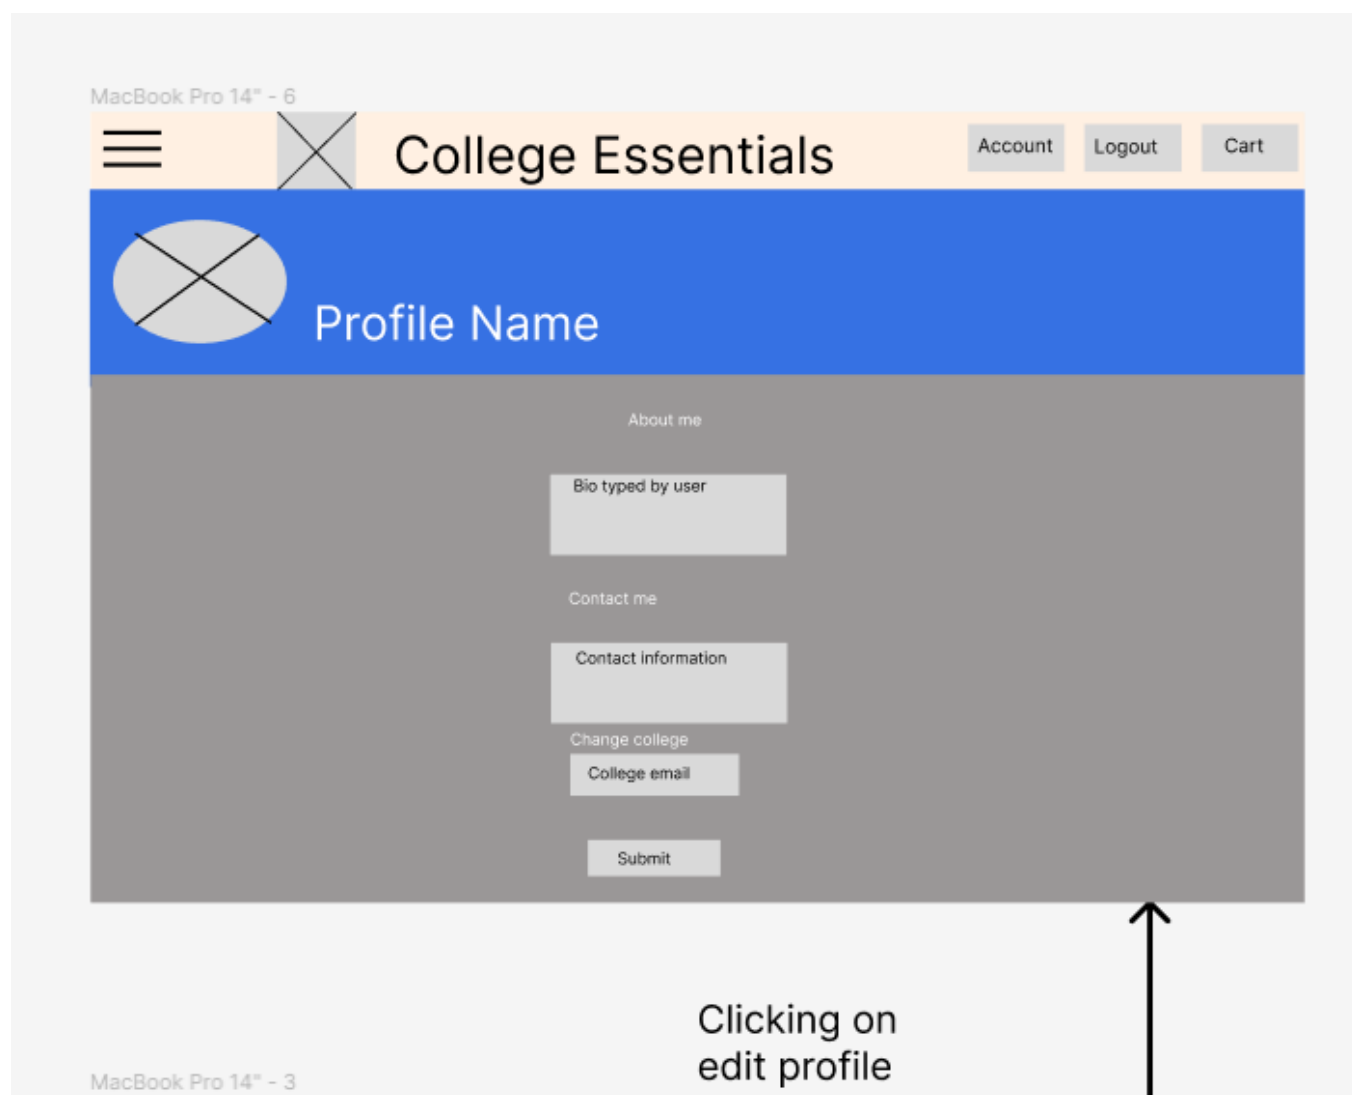 MacBook Pro 14" - 6
College Essentials
Account
Logout
Cart
Profile Name
About me
Bio typed by user
Contact me
Contact information
Change college
College email
Submit
Clicking on
edit profile
MacBook Pro 14" - 3